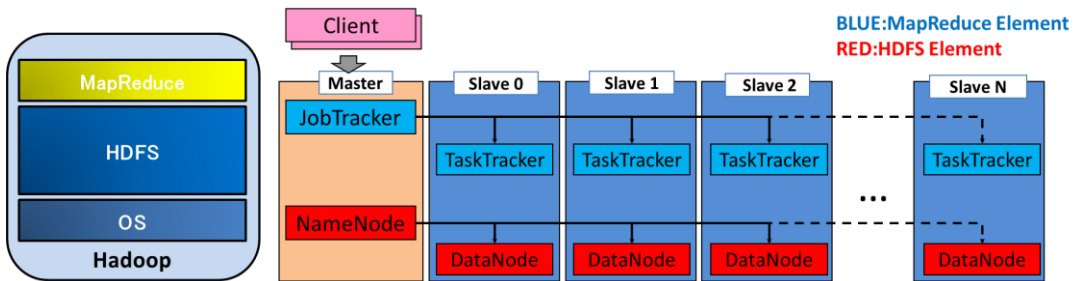 MapReduce
HDFS
OS
Hadoop
Client
BLUE:MapReduce Element
RED:HDFS Element
Master
Slave 0
Slave 1
Slave 2
Slave N
JobTracker
TaskTracker
TaskTracker
TaskTracker
...
TaskTracker
NameNode
DataNode
DataNode
DataNode
DataNode